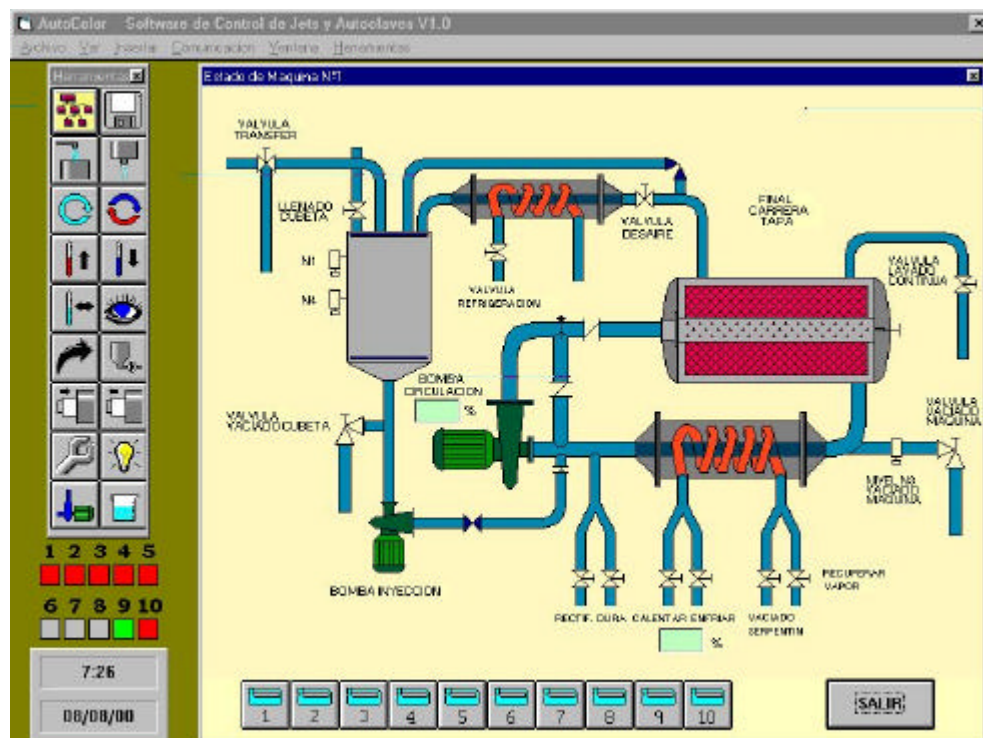 AutoColor Software de Control de Jets y Autoclaves V1.0
Archivo Ver Insertar Comunicacion Ventana Herramientas
Herramientas
Estado de Maquina Nº1
VALVULA
TRANSFER
LLENADO
CUBETA
N1
N4
VALVULA
REFRIGERACION
VALVULA
DESAIRE
FINAL
CARRERA
TAPA
VALVULA
LAVADO
CONTINUA
BOMBA
CIRCULACION
%
VALVULA
VACIADO CUBETA
VALVULA
VACIADO
MAQUINA
NIVEL N3
VACIADO
MAQUINA
BOMBA INYECCION
RECTIF. DURA CALENTAR ENFRIAR VACIADO
SERPENTIN
RECUPERAR
VAPOR
%
1 2 3 4 5
6 7 8 9 10
7:26
08/08/00
1 2 3 4 5 6 7 8 9 10
SALIR